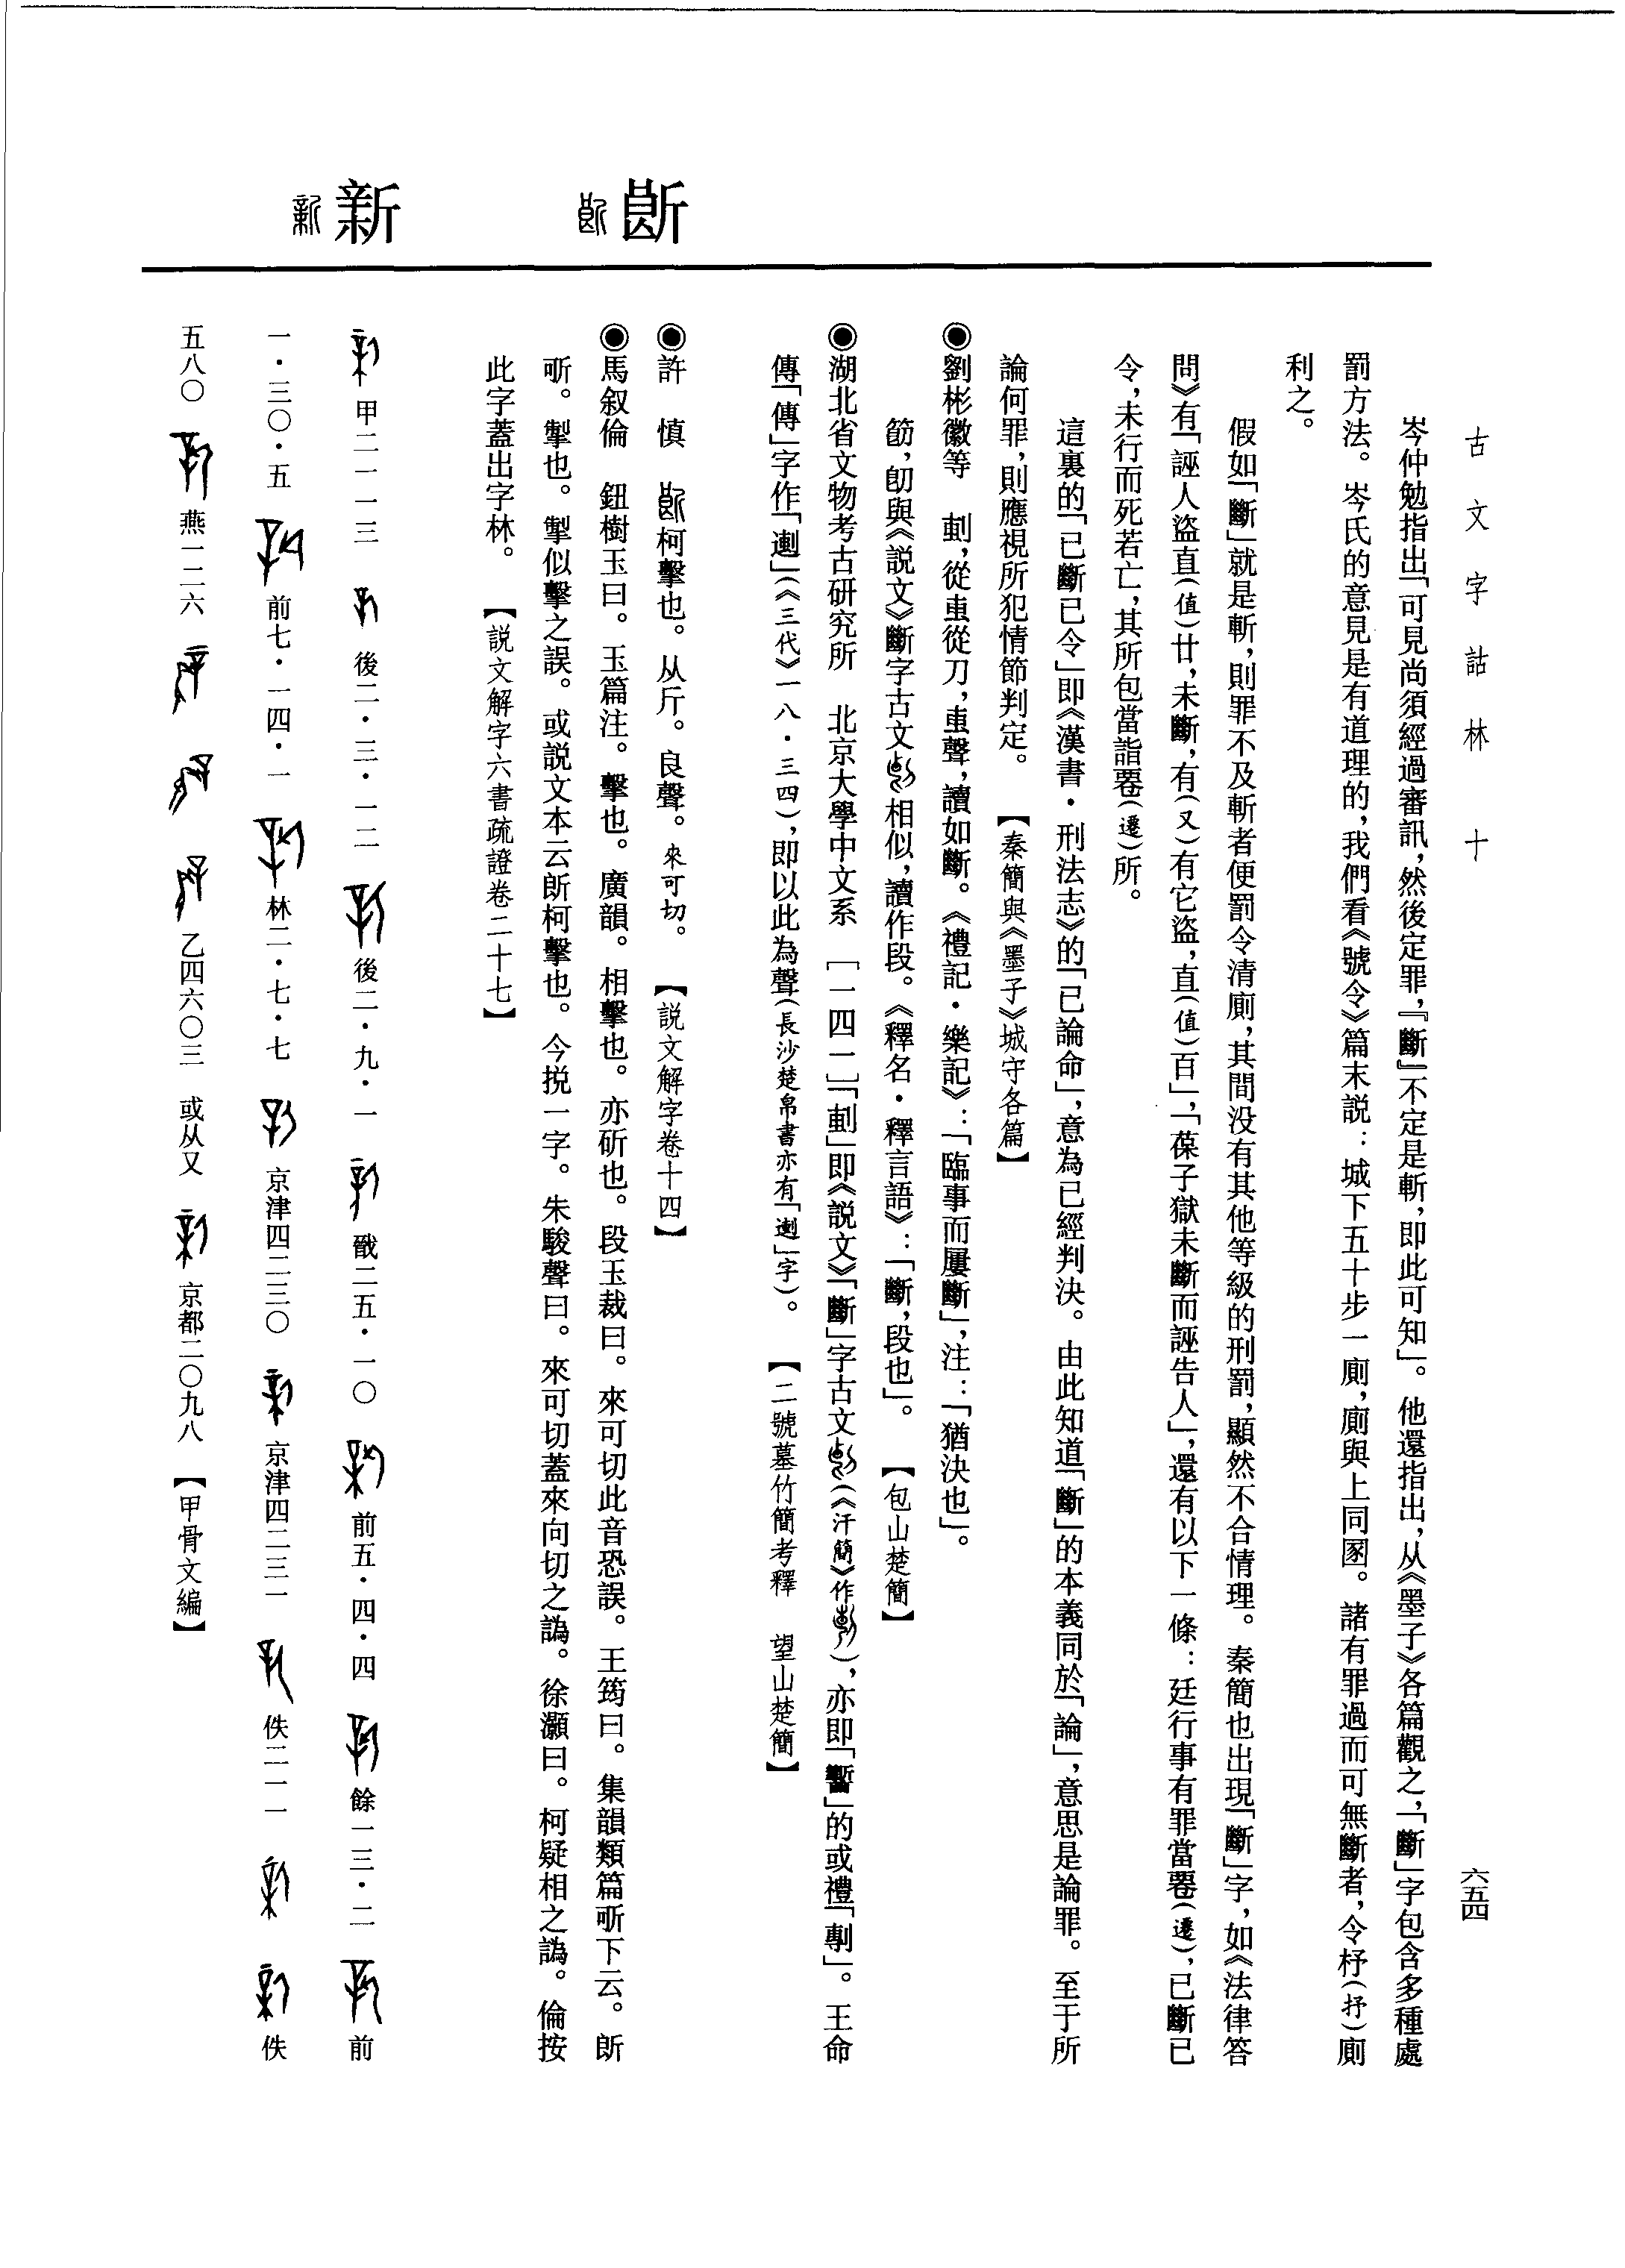 古文字詁林　十
六五四
岑仲勉指出「可見尚須經過審訊，然後定罪，『斷』不定是斬，即此可知」。他還指出，从《墨子》各篇觀之，「斷」字包含多種處
罰方法。岑氏的意見是有道理的，我們看《號令》篇末説：城下五十步一廁，廁與上同圂。諸有罪過而可無斷者，令杼（抒）廁
利之。
假如「斷」就是斬，則罪不及斬者便罰令清廁，其間没有其他等級的刑罰，顯然不合情理。秦簡也出現「斷」字，如《法律答
問》有「誣人盜直（值）廿，未斷，有（又）有它盜，直（值）百」，「葆子獄未斷而誣告人」，還有以下一條：廷行事有罪當䙴（遷），已斷已
令，未行而死若亡，其所包當詣䙴（遷）所。
這裏的「已斷已令」即《漢書·刑法志》的「已論命」，意為已經判決。由此知道「斷」的本義同於「論」，意思是論罪。至于所
論何罪，則應視所犯情節判定。　【秦簡與《墨子》城守各篇】
◉劉彬徽等　剸，從叀從刀，叀聲，讀如斷。《禮記·樂記》：「臨事而屢斷」，注：「猶決也」。
節，卽與《説文》斷字古文相似，讀作段。《釋名·釋言語》：「斷，段也」。　【包山楚簡】
◉湖北省文物考古研究所　北京大學中文系　［一四一］「」即《説文》「斷」字古文（《汗簡》作），亦即「」的或禮「剸」。王命
傳「傳」字作「」（《三代》一八·三四），即以此為聲（長沙楚帛書亦有「」字）。　【二號墓竹簡考釋　望山楚簡】
㫰
◉許　慎　柯擊也。从斤。良聲。來可切。　【説文解字卷十四】
◉馬叙倫　鈕樹玉曰。玉篇注。擊也。廣韻。相擊也。亦斫也。段玉裁曰。來可切此音恐誤。王筠曰。集韻類篇㪿下云。
㪿。掣也。掣似擊之誤。或説文本云柯擊也。今挩一字。朱駿聲曰。來可切蓋來向切之譌。徐灝曰。柯疑相之譌。倫按
此字蓋出字林。　【説文解字六書疏證卷二十七】
新
甲二一一三　後二·三·一二　後二·九·一　戩二五·一〇　前五·四·四　餘一三·二　前
一·三〇·五　前七·一四·一　林二·七·七　京津四二三〇　京津四二三一　佚二一一　佚
五八〇　燕一二六　乙四六〇三　或从又　京都二〇九八　【甲骨文編】